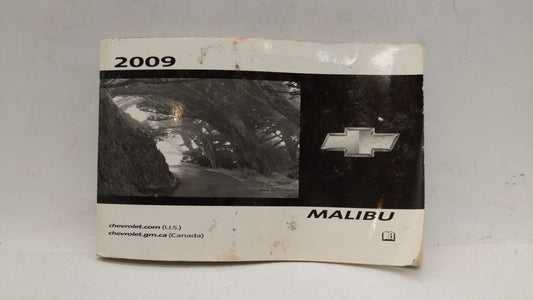 2009
MALIBU
chevrolet.com (U.S.)
chevrolet.gm.ca (Canada)